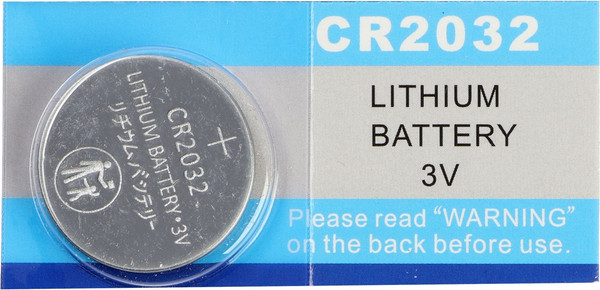 CR2032
LITHIUM
BATTERY
3V
Please read “WARNING”
on the back before use.
+
CR2032
LITHIUM BATTERY·3V
リチウムバッテリー